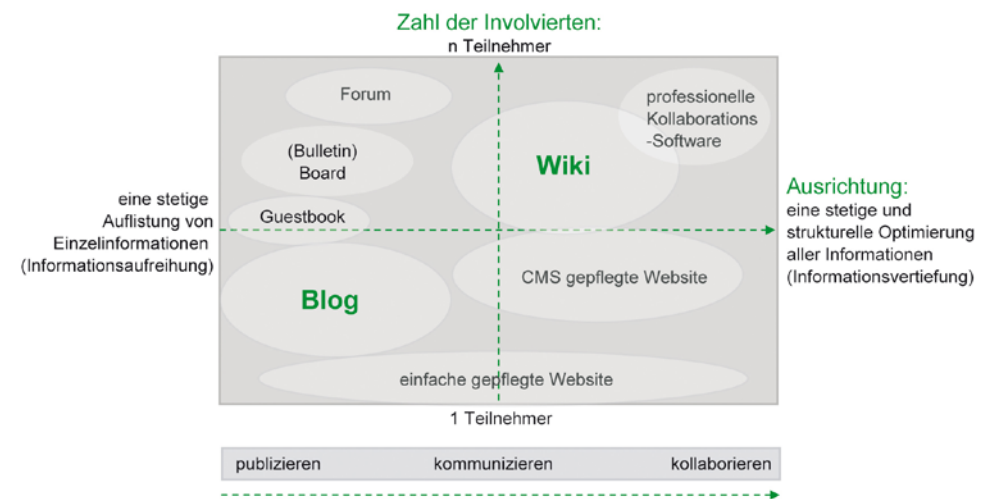 Zahl der Involvierten:
n Teilnehmer
Forum
professionelle
Kollaborations
-Software
(Bulletin)
Board
Wiki
Guestbook
eine stetige
Auflistung von
Einzelinformationen
(Informationsaufreihung)
Ausrichtung:
eine stetige und
strukturelle Optimierung
aller Informationen
(Informationsvertiefung)
CMS gepflegte Website
Blog
einfache gepflegte Website
1 Teilnehmer
publizieren
kommunizieren
kollaborieren